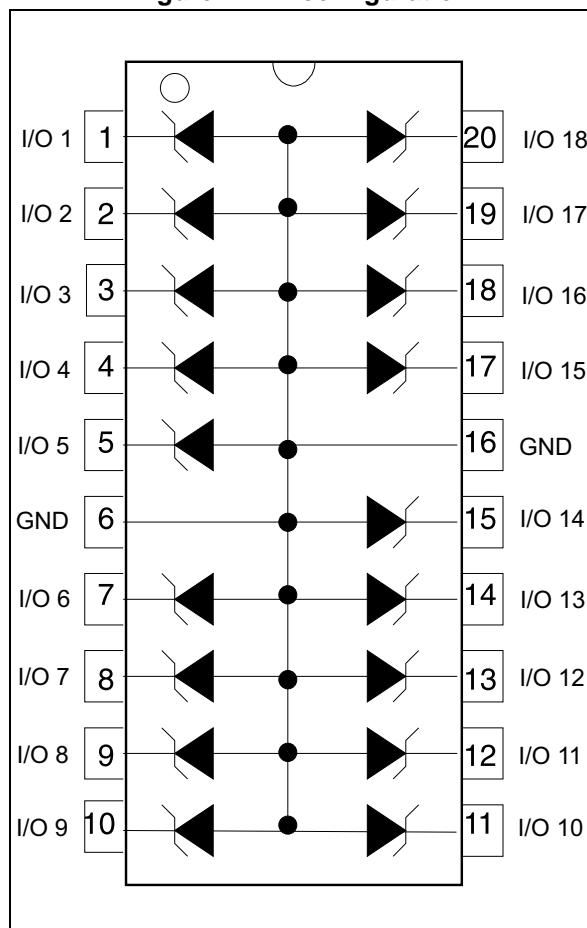 I/O 1 1 20 I/O 18
I/O 2 2 19 I/O 17
I/O 3 3 18 I/O 16
I/O 4 4 17 I/O 15
I/O 5 5 16 GND
GND 6 15 I/O 14
I/O 6 7 14 I/O 13
I/O 7 8 13 I/O 12
I/O 8 9 12 I/O 11
I/O 9 10 11 I/O 10